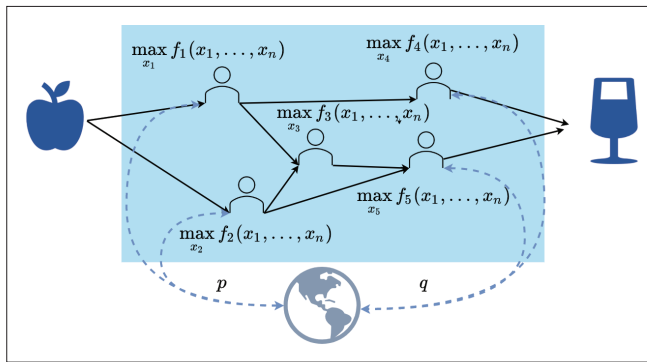 max f₁(x₁, . . . , xₙ)
x₁
max f₄(x₁, . . . , xₙ)
x₄
max f₃(x₁, . . . , xₙ)
x₃
max f₅(x₁, . . . , xₙ)
x₅
max f₂(x₁, . . . , xₙ)
x₂
p
q